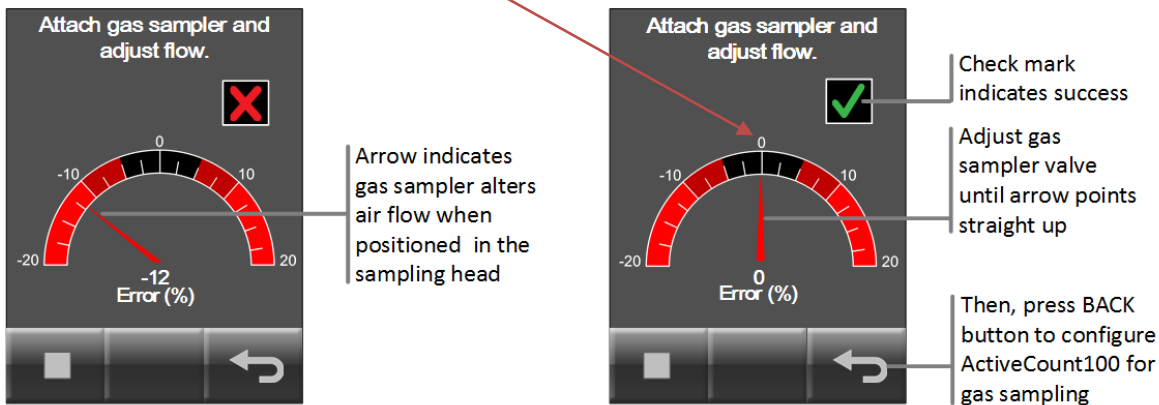 Attach gas sampler and
adjust flow.
0
-10
10
-20
20
-12
Error (%)
Arrow indicates
gas sampler alters
air flow when
positioned in the
sampling head
Attach gas sampler and
adjust flow.
0
-10
10
-20
20
0
Error (%)
Check mark
indicates success
Adjust gas
sampler valve
until arrow points
straight up
Then, press BACK
button to configure
ActiveCount100 for
gas sampling